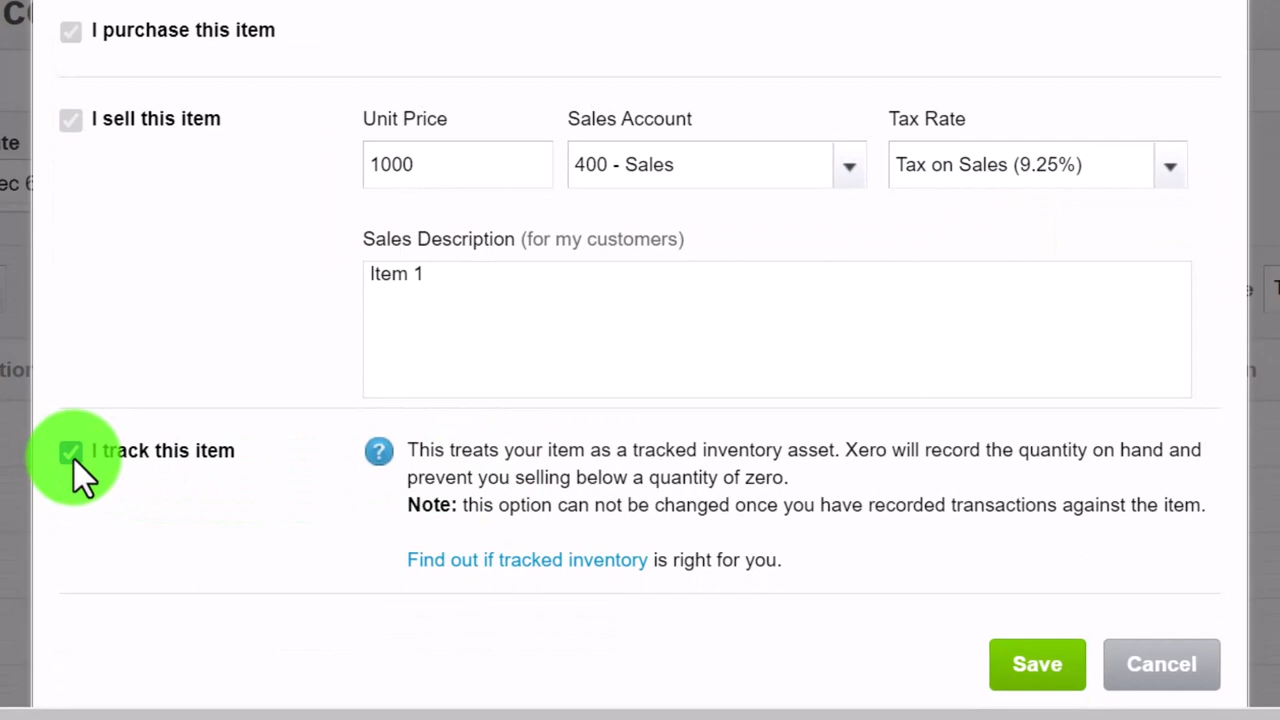 I purchase this item
I sell this item
Unit Price
Sales Account
Tax Rate
1000
400 - Sales
Tax on Sales (9.25%)
Sales Description (for my customers)
Item 1
I track this item
This treats your item as a tracked inventory asset. Xero will record the quantity on hand and
prevent you selling below a quantity of zero.
Note: this option can not be changed once you have recorded transactions against the item.
Find out if tracked inventory is right for you.
Save
Cancel